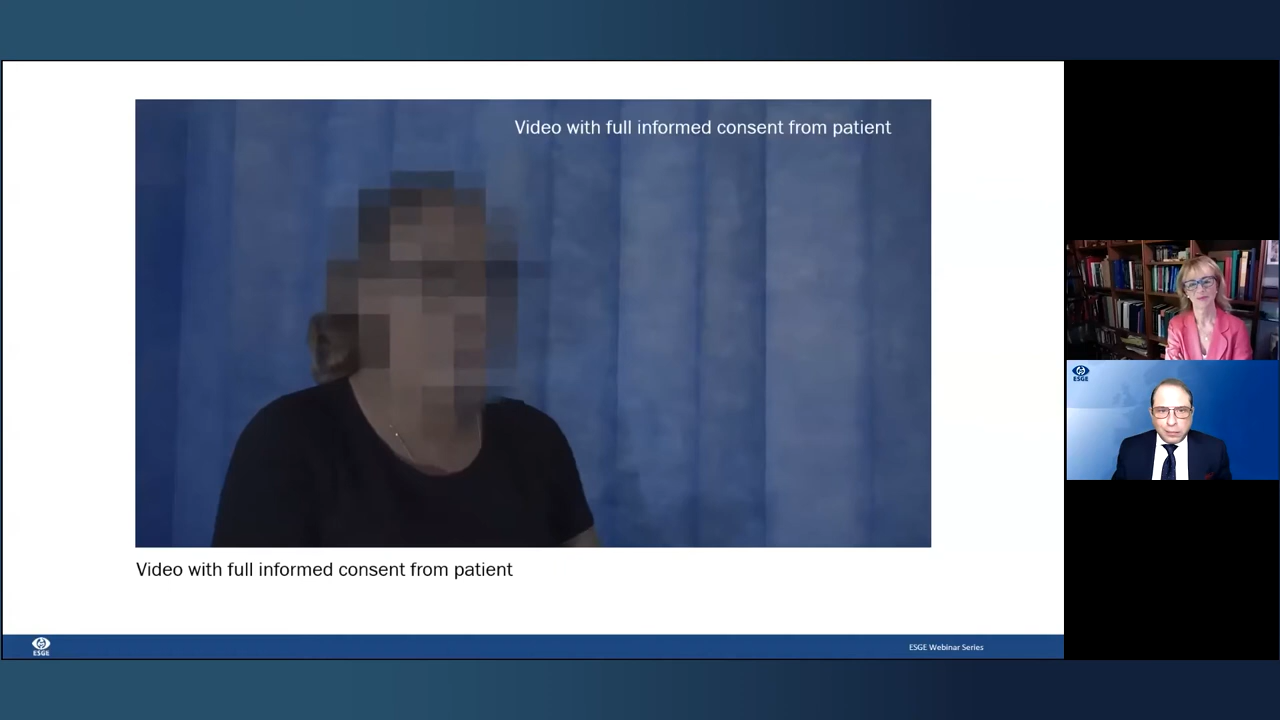 Video with full informed consent from patient
Video with full informed consent from patient
ESGE
ESGE
ESGE Webinar Series